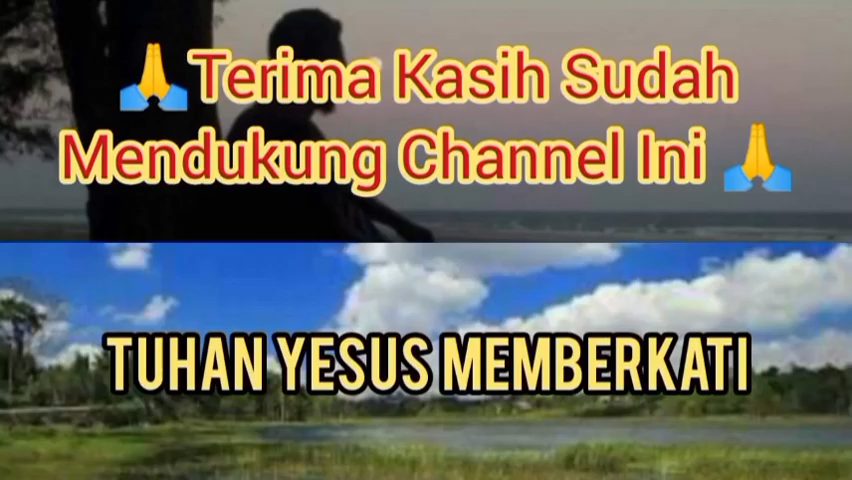 🙏Terima Kasih Sudah
Mendukung Channel Ini 🙏
TUHAN YESUS MEMBERKATI